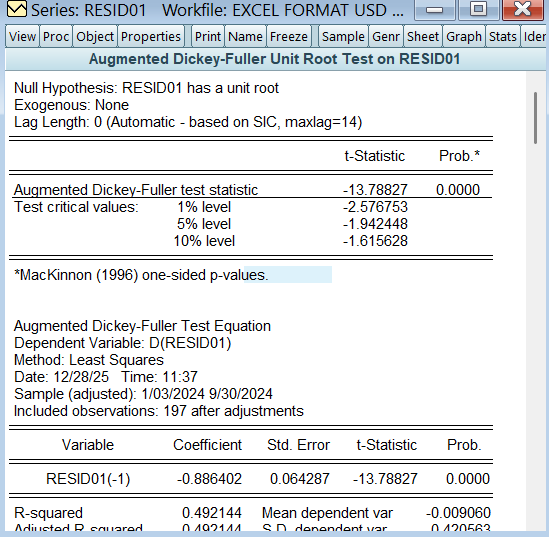 Series: RESID01 Workfile: EXCEL FORMAT USD ...
View Proc Object Properties Print Name Freeze Sample Genr Sheet Graph Stats Iden
Augmented Dickey-Fuller Unit Root Test on RESID01
Null Hypothesis: RESID01 has a unit root
Exogenous: None
Lag Length: 0 (Automatic - based on SIC, maxlag=14)
t-Statistic Prob.*
Augmented Dickey-Fuller test statistic -13.78827 0.0000
Test critical values: 1% level -2.576753
5% level -1.942448
10% level -1.615628
*MacKinnon (1996) one-sided p-values.
Augmented Dickey-Fuller Test Equation
Dependent Variable: D(RESID01)
Method: Least Squares
Date: 12/28/25 Time: 11:37
Sample (adjusted): 1/03/2024 9/30/2024
Included observations: 197 after adjustments
Variable Coefficient Std. Error t-Statistic Prob.
RESID01(-1) -0.886402 0.064287 -13.78827 0.0000
R-squared 0.492144 Mean dependent var -0.009060
Adjusted R-squared 0.492144 S.D. dependent var 0.420563